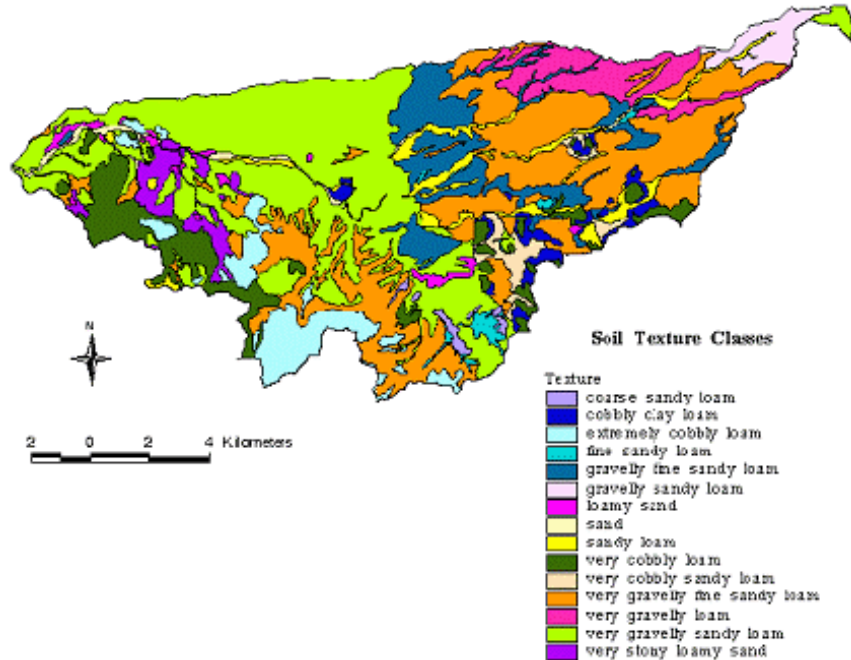 N
Soil Texture Classes
2 0 2 4 Kilometers
Texture
coarse sandy loam
cobbly clay loam
extremely cobbly loam
fine sandy loam
gravelly fine sandy loam
gravelly sandy loam
loamy sand
sand
sandy loam
very cobbly loam
very cobbly sandy loam
very gravelly fine sandy loam
very gravelly loam
very gravelly sandy loam
very stony loamy sand